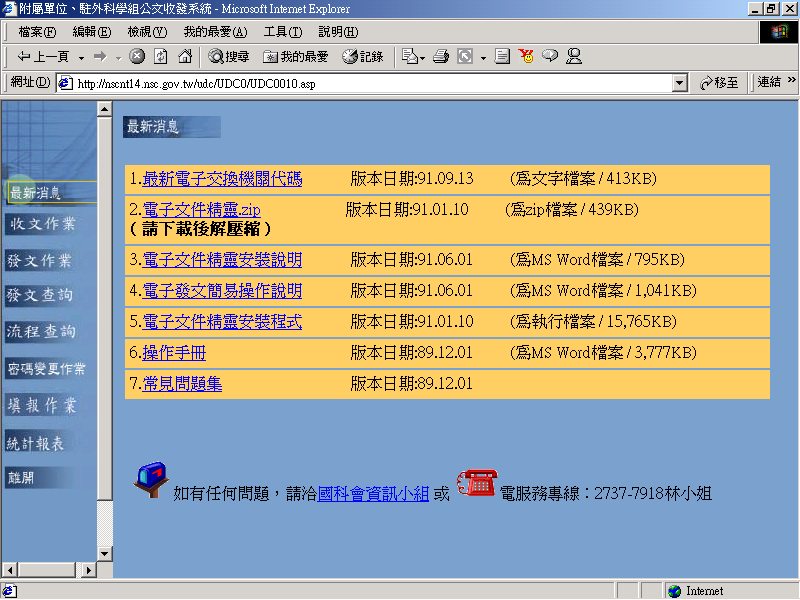 附屬單位、駐外科學組公文收發系統 - Microsoft Internet Explorer
檔案(F) 編輯(E) 檢視(V) 我的最愛(A) 工具(T) 說明(H)
上一頁 搜尋 我的最愛 記錄
網址(D) http://nscnt14.nsc.gov.tw/udc/UDC0/UDC0010.asp 移至 連結 »
最新消息
最新消息
收文作業
發文作業
發文查詢
流程查詢
密碼變更作業
填報作業
統計報表
離開
1.最新電子交換機關代碼 版本日期:91.09.13 (為文字檔案 / 413KB)
2.電子文件精靈.zip 版本日期:91.01.10 (為zip檔案 / 439KB)
( 請下載後解壓縮 )
3.電子文件精靈安裝說明 版本日期:91.06.01 (為MS Word檔案 / 795KB)
4.電子發文簡易操作說明 版本日期:91.06.01 (為MS Word檔案 / 1,041KB)
5.電子文件精靈安裝程式 版本日期:91.01.10 (為執行檔案 / 15,765KB)
6.操作手冊 版本日期:89.12.01 (為MS Word檔案 / 3,777KB)
7.常見問題集 版本日期:89.12.01
如有任何問題，請洽國科會資訊小組 或 電服務專線：2737-7918林小姐
Internet